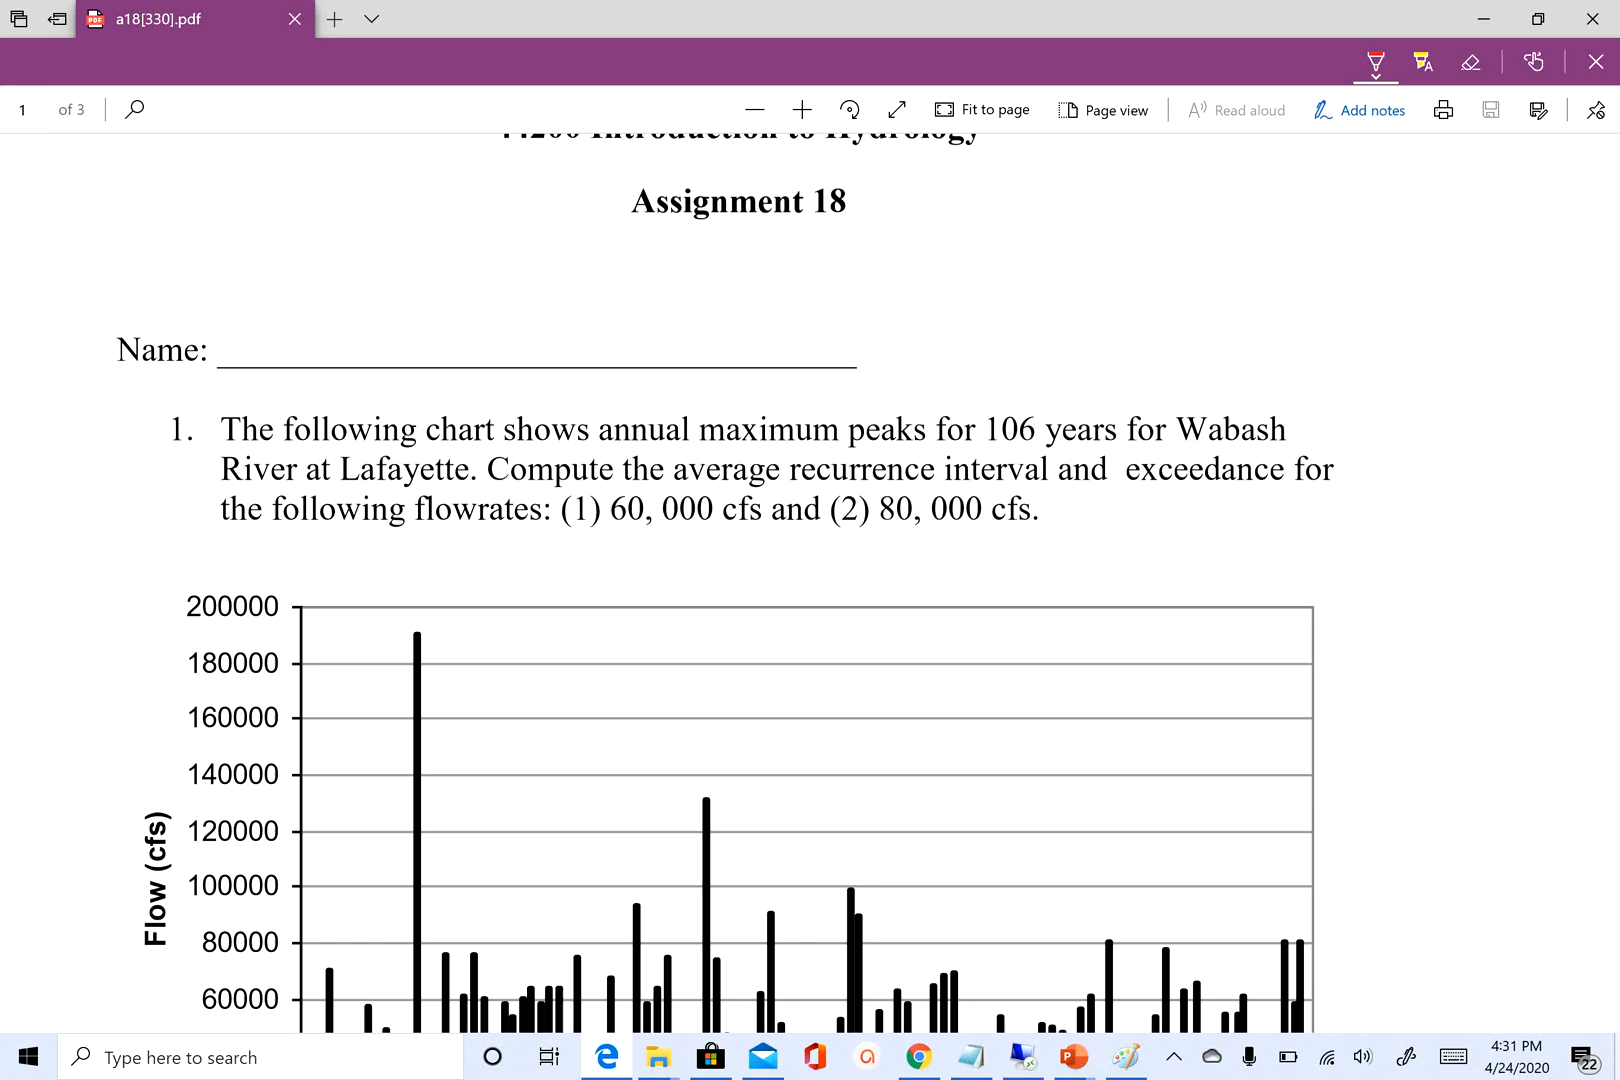 a18[330].pdf
1 of 3
Fit to page
Page view
Read aloud
Add notes
Introduction to Hydrology
Assignment 18
Name:
1. The following chart shows annual maximum peaks for 106 years for Wabash
River at Lafayette. Compute the average recurrence interval and exceedance for
the following flowrates: (1) 60, 000 cfs and (2) 80, 000 cfs.
200000
180000
160000
140000
120000
100000
80000
60000
Flow (cfs)
Type here to search
4:31 PM
4/24/2020
22